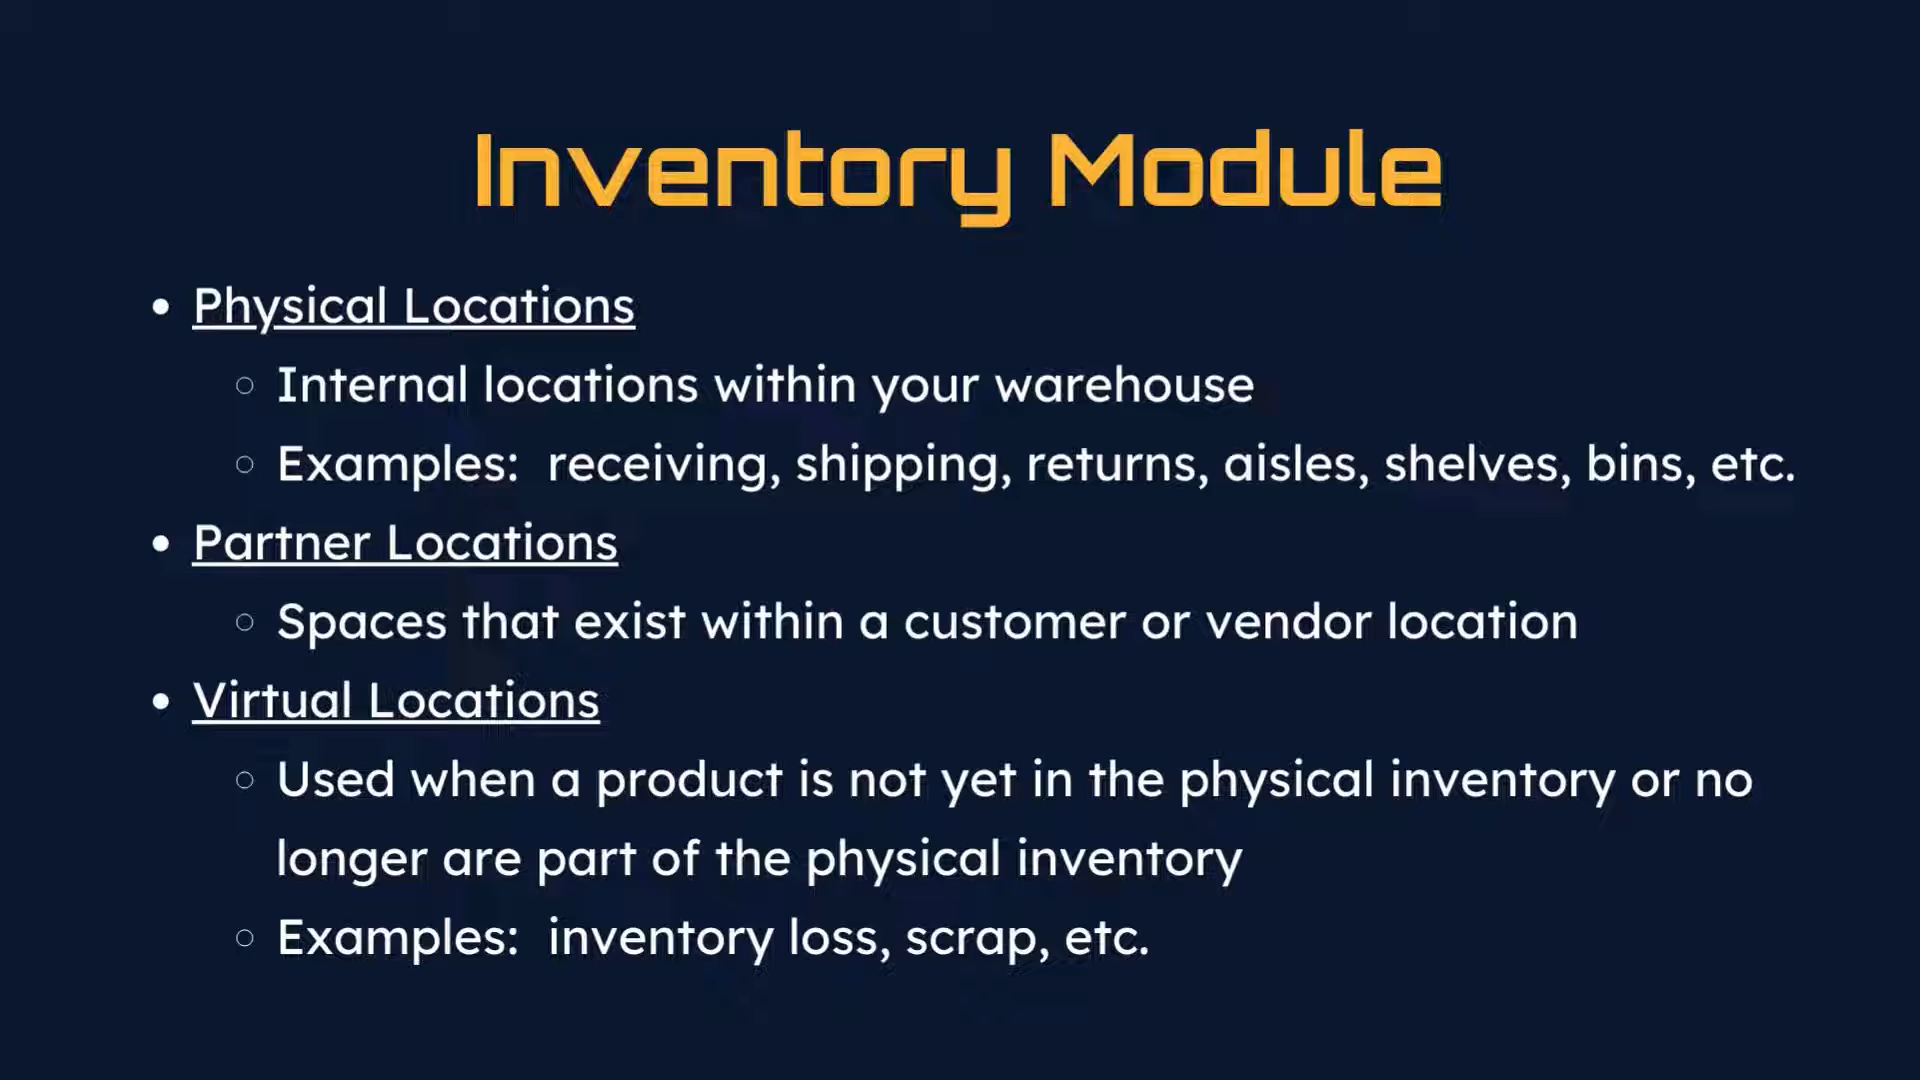 Inventory Module
• Physical Locations
○ Internal locations within your warehouse
○ Examples:  receiving, shipping, returns, aisles, shelves, bins, etc.
• Partner Locations
○ Spaces that exist within a customer or vendor location
• Virtual Locations
○ Used when a product is not yet in the physical inventory or no
longer are part of the physical inventory
○ Examples:  inventory loss, scrap, etc.